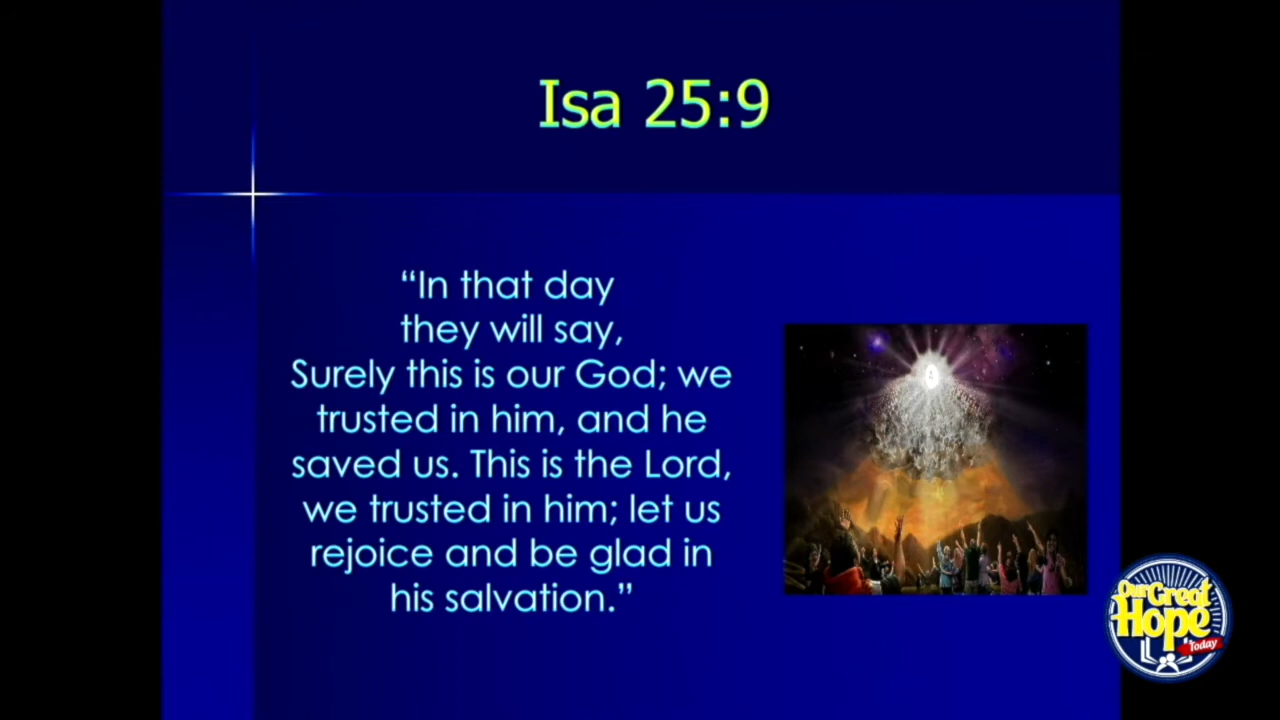 Isa 25:9
“In that day
they will say,
Surely this is our God; we
trusted in him, and he
saved us. This is the Lord,
we trusted in him; let us
rejoice and be glad in
his salvation.”
Our Great
Hope
Today